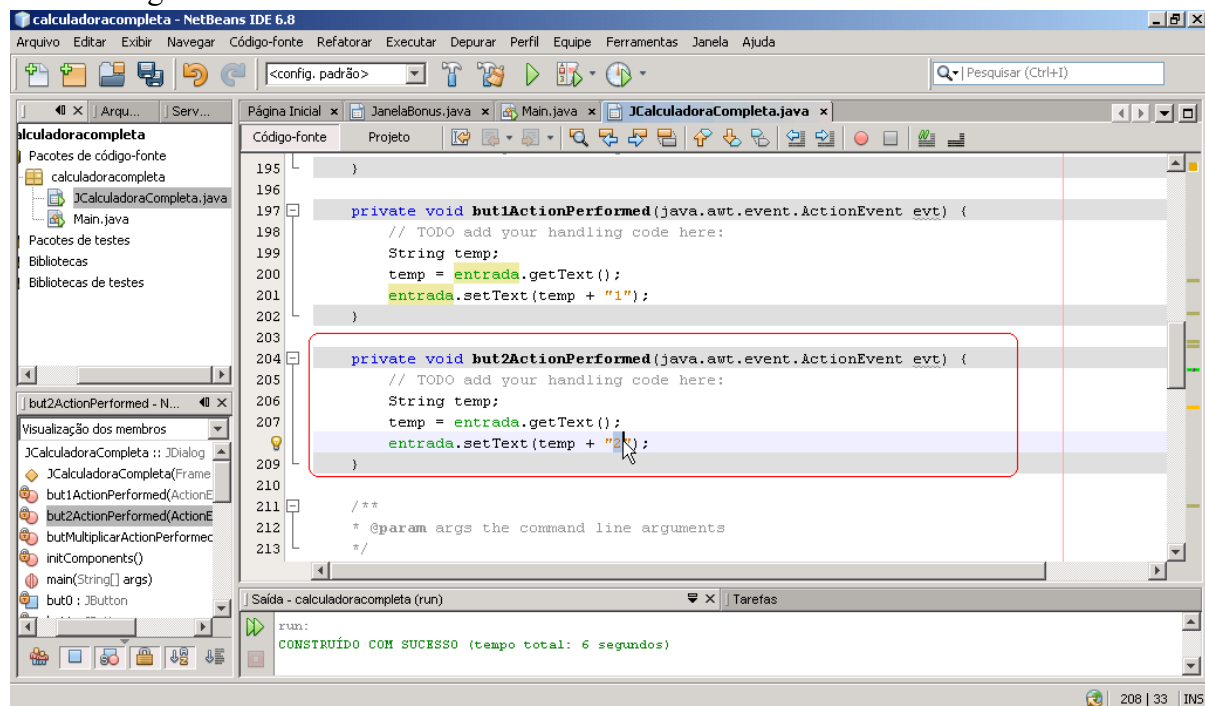 calculadoracompleta - NetBeans IDE 6.8
Arquivo Editar Exibir Navegar Código-fonte Refatorar Executar Depurar Perfil Equipe Ferramentas Janela Ajuda
<config. padrão>
Pesquisar (Ctrl+I)
Arqu... Serv...
Página Inicial JanelaBonus.java Main.java JCalculadoraCompleta.java
Código-fonte Projeto
alculadoracompleta
Pacotes de código-fonte
calculadoracompleta
JCalculadoraCompleta.java
Main.java
Pacotes de testes
Bibliotecas
Bibliotecas de testes
195 }
196
197 private void but1ActionPerformed(java.awt.event.ActionEvent evt) {
198 // TODO add your handling code here:
199 String temp;
200 temp = entrada.getText();
201 entrada.setText(temp + "1");
202 }
203
204 private void but2ActionPerformed(java.awt.event.ActionEvent evt) {
205 // TODO add your handling code here:
206 String temp;
207 temp = entrada.getText();
entrada.setText(temp + "2");
209 }
210
211 /**
212 * @param args the command line arguments
213 */
but2ActionPerformed - N...
Visualização dos membros
JCalculadoraCompleta :: JDialog
JCalculadoraCompleta(Frame
but1ActionPerformed(ActionE
but2ActionPerformed(ActionE
butMultiplicarActionPerformec
initComponents()
main(String[] args)
but0 : JButton
Saída - calculadoracompleta (run) Tarefas
run:
CONSTRUÍDO COM SUCESSO (tempo total: 6 segundos)
208 | 33 INS